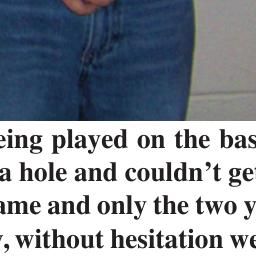 eing played on the bas
a hole and couldn't ge
ame and only the two y
, without hesitation we